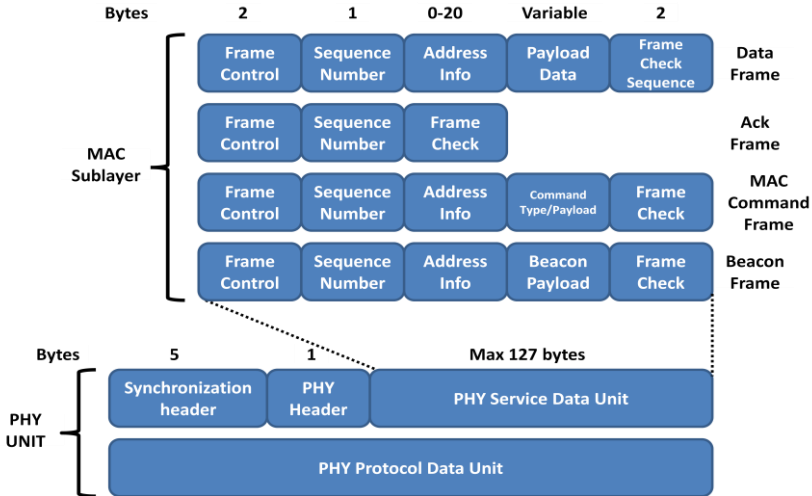 Bytes 2 1 0-20 Variable 2
Frame Control Sequence Number Address Info Payload Data Frame Check Sequence Data Frame
Frame Control Sequence Number Frame Check Ack Frame
MAC Sublayer
Frame Control Sequence Number Address Info Command Type/Payload Frame Check MAC Command Frame
Frame Control Sequence Number Address Info Beacon Payload Frame Check Beacon Frame
Bytes 5 1 Max 127 bytes
Synchronization header PHY Header PHY Service Data Unit
PHY UNIT
PHY Protocol Data Unit